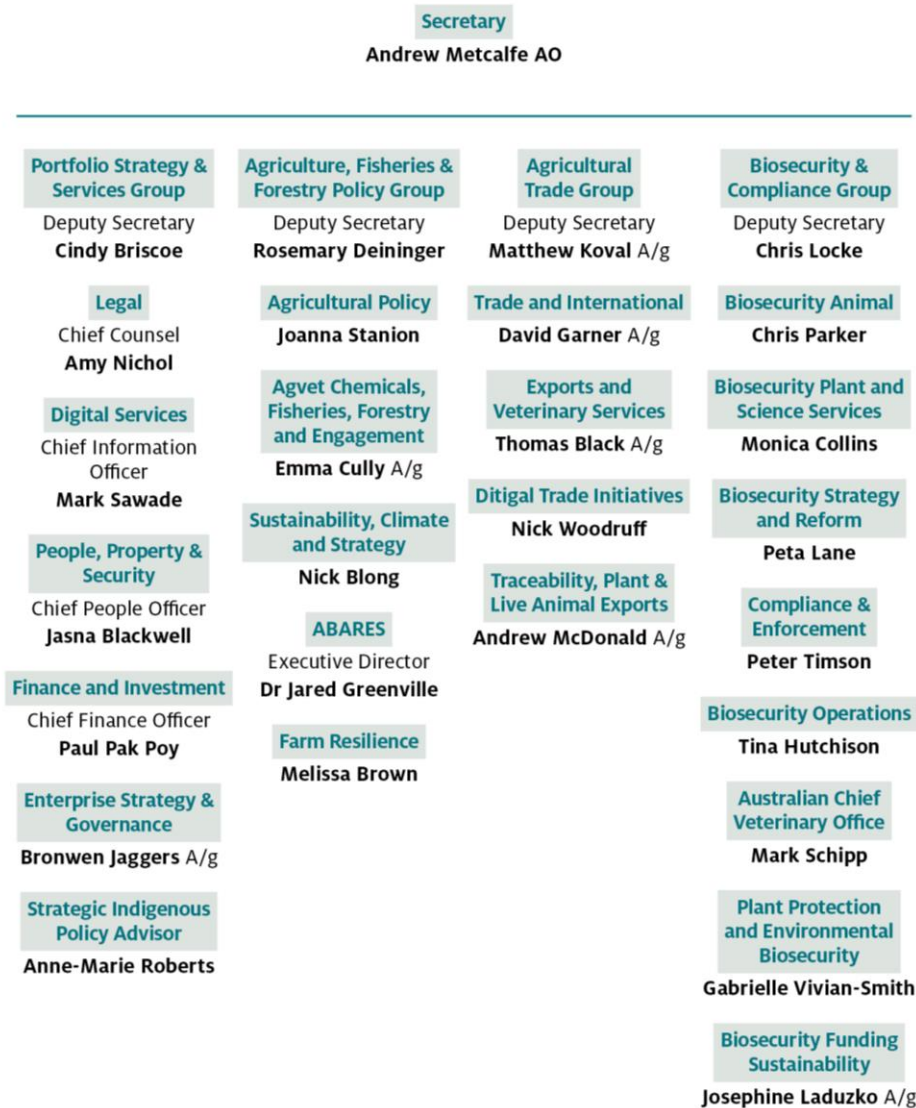 Secretary
Andrew Metcalfe AO
Portfolio Strategy &
Services Group
Deputy Secretary
Cindy Briscoe
Legal
Chief Counsel
Amy Nichol
Digital Services
Chief Information
Officer
Mark Sawade
People, Property &
Security
Chief People Officer
Jasna Blackwell
Finance and Investment
Chief Finance Officer
Paul Pak Poy
Enterprise Strategy &
Governance
Bronwen Jaggers A/g
Strategic Indigenous
Policy Advisor
Anne-Marie Roberts
Agriculture, Fisheries &
Forestry Policy Group
Deputy Secretary
Rosemary Deininger
Agricultural Policy
Joanna Stanion
Agvet Chemicals,
Fisheries, Forestry
and Engagement
Emma Cully A/g
Sustainability, Climate
and Strategy
Nick Blong
ABARES
Executive Director
Dr Jared Greenville
Farm Resilience
Melissa Brown
Agricultural
Trade Group
Deputy Secretary
Matthew Koval A/g
Trade and International
David Garner A/g
Exports and
Veterinary Services
Thomas Black A/g
Ditigal Trade Initiatives
Nick Woodruff
Traceability, Plant &
Live Animal Exports
Andrew McDonald A/g
Biosecurity &
Compliance Group
Deputy Secretary
Chris Locke
Biosecurity Animal
Chris Parker
Biosecurity Plant and
Science Services
Monica Collins
Biosecurity Strategy
and Reform
Peta Lane
Compliance &
Enforcement
Peter Timson
Biosecurity Operations
Tina Hutchison
Australian Chief
Veterinary Office
Mark Schipp
Plant Protection
and Environmental
Biosecurity
Gabrielle Vivian-Smith
Biosecurity Funding
Sustainability
Josephine Laduzko A/g